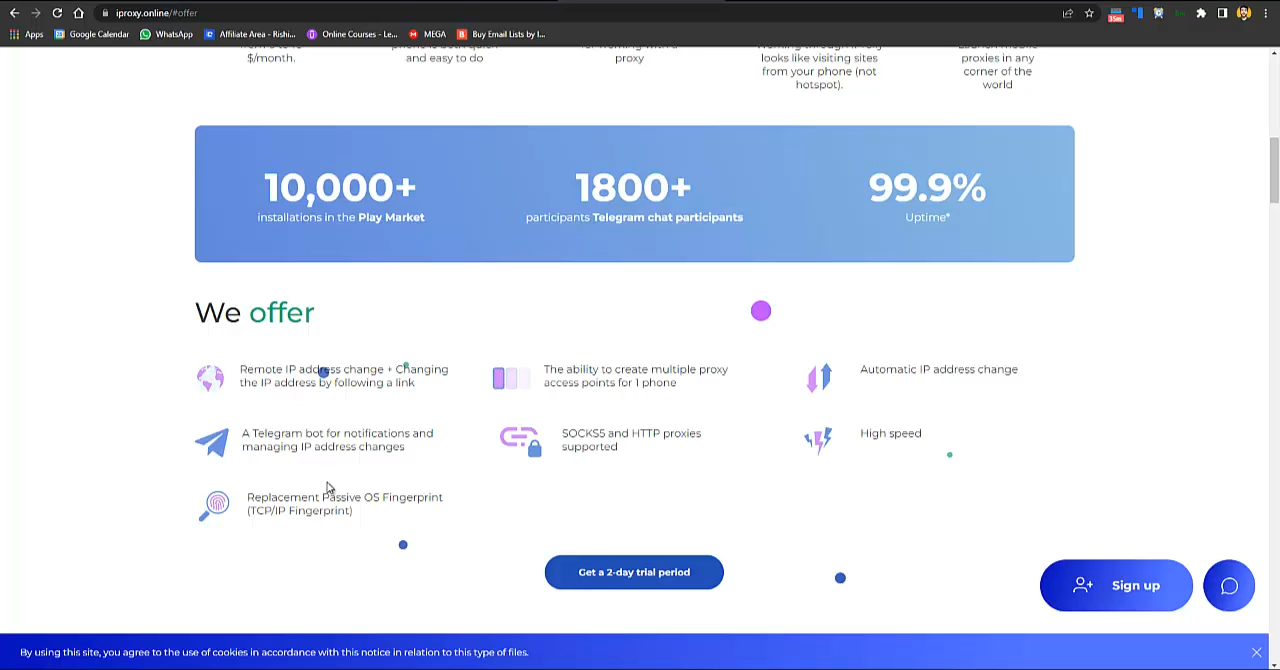 iproxy.online/#offer
35m
Apps Google Calendar WhatsApp Affiliate Area - Rishi... Online Courses - Le... MEGA Buy Email Lists by I...
$/month.
and easy to do
proxy
looks like visiting sites
from your phone (not
hotspot).
proxies in any
corner of the
world
10,000+
installations in the Play Market
1800+
participants Telegram chat participants
99.9%
Uptime*
We offer
Remote IP address change + Changing
the IP address by following a link
The ability to create multiple proxy
access points for 1 phone
Automatic IP address change
A Telegram bot for notifications and
managing IP address changes
SOCKS5 and HTTP proxies
supported
High speed
Replacement Passive OS Fingerprint
(TCP/IP Fingerprint)
Get a 2-day trial period
Sign up
By using this site, you agree to the use of cookies in accordance with this notice in relation to this type of files.